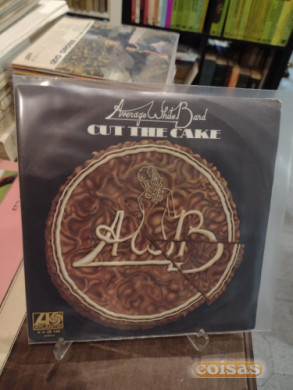 Average White Band
CUT THE CAKE
AWB
coisas